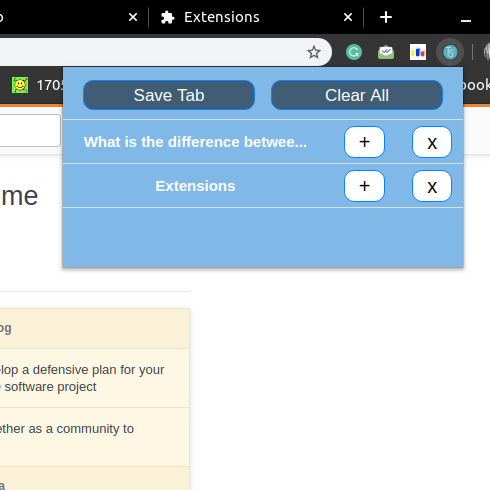 Extensions
1705
book
Save Tab
Clear All
What is the difference betwee...
+
x
Extensions
+
x
me
og
lop a defensive plan for your
software project
ether as a community to
a